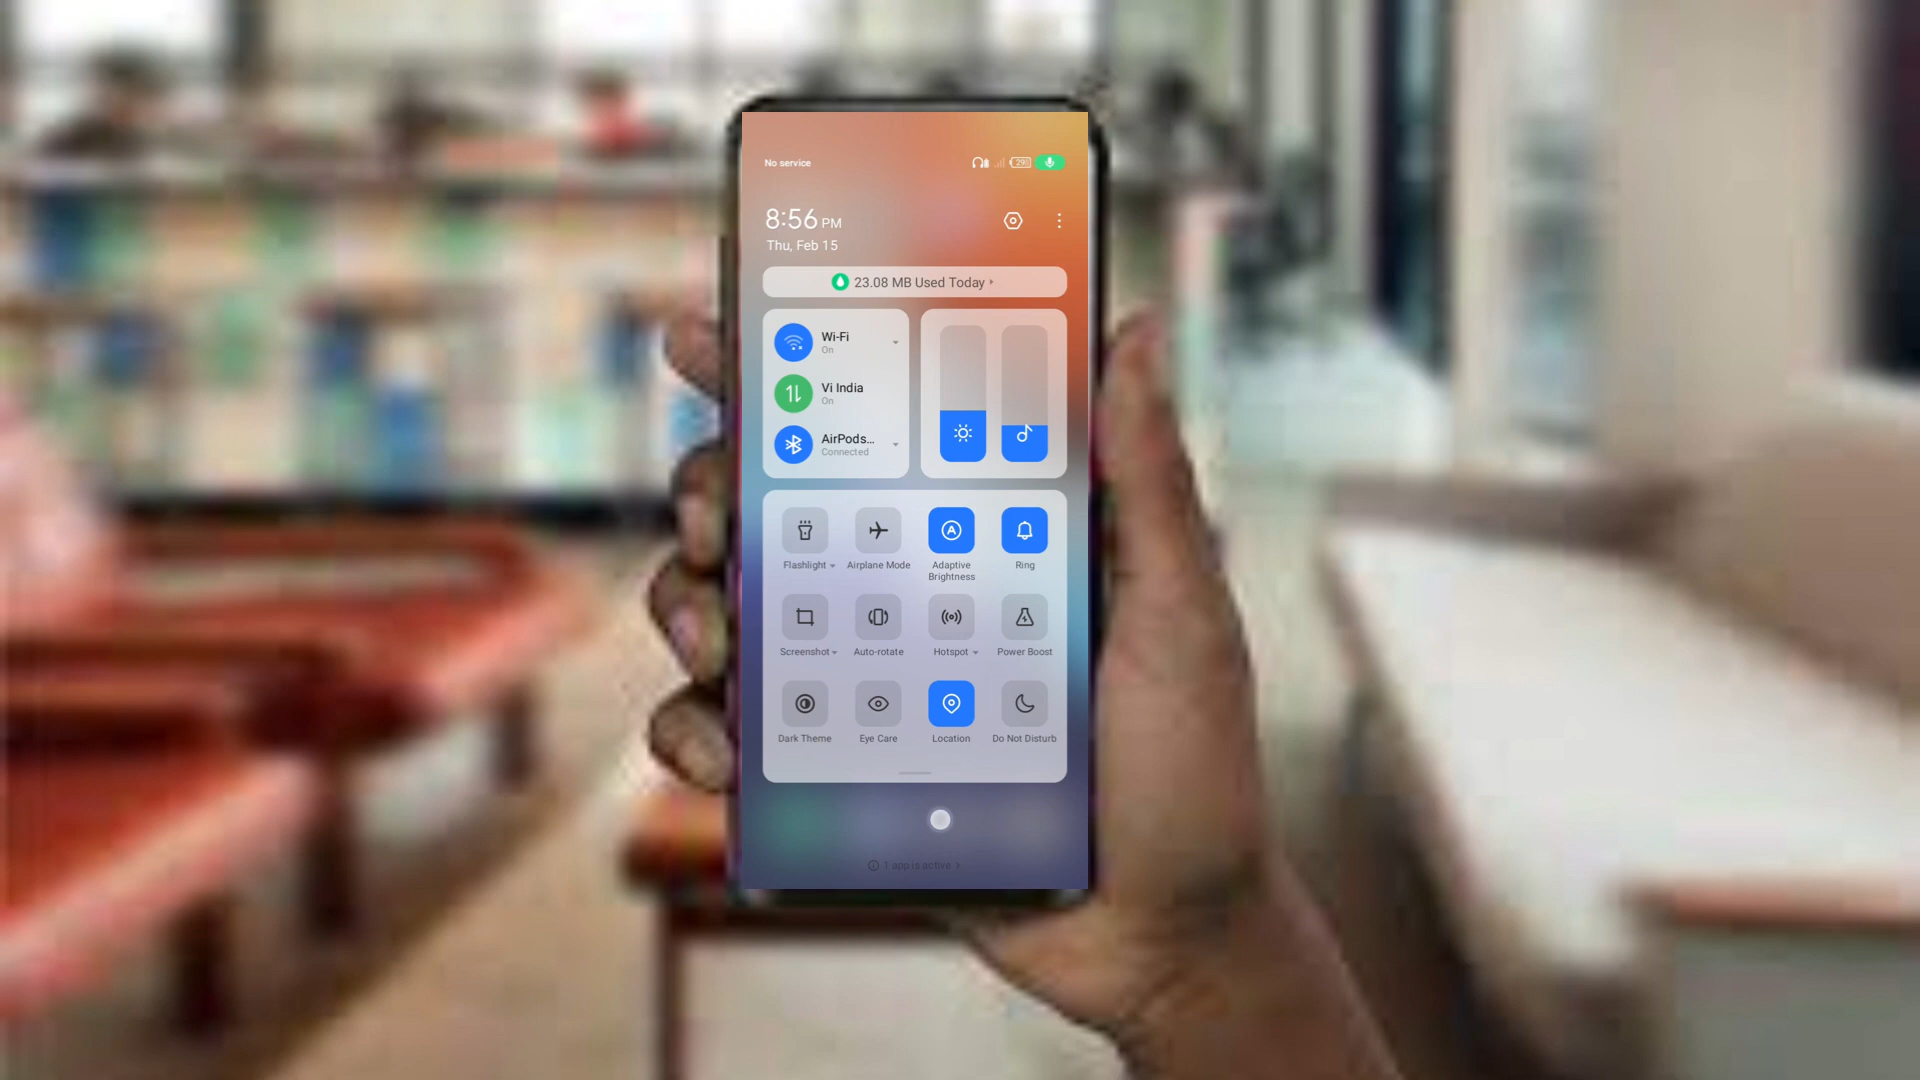 No service
29
8:56 PM
Thu, Feb 15
23.08 MB Used Today
Wi-Fi
On
Vi India
On
AirPods...
Connected
A
Flashlight
Airplane Mode
Adaptive
Brightness
Ring
Screenshot
Auto-rotate
Hotspot
Power Boost
Dark Theme
Eye Care
Location
Do Not Disturb
1 app is active